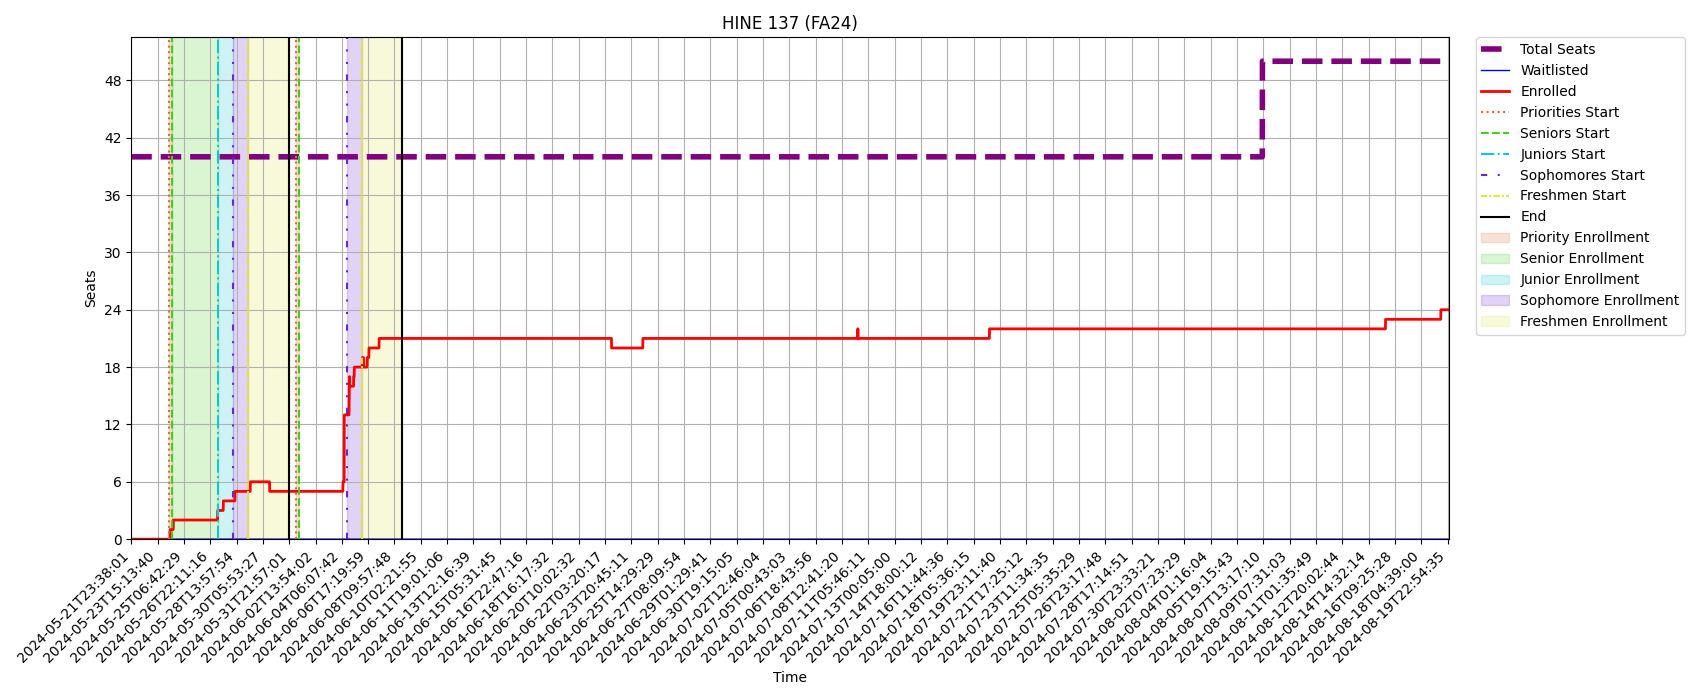 HINE 137 (FA24)
Total Seats
Waitlisted
Enrolled
Priorities Start
Seniors Start
Juniors Start
Sophomores Start
Freshmen Start
End
Priority Enrollment
Senior Enrollment
Junior Enrollment
Sophomore Enrollment
Freshmen Enrollment
Seats
48
42
36
30
24
18
12
6
0
2024-05-21T23:38:01
2024-05-23T15:13:40
2024-05-25T06:42:29
2024-05-26T22:11:16
2024-05-28T13:57:54
2024-05-30T05:53:27
2024-05-31T21:57:01
2024-06-02T13:54:02
2024-06-04T06:07:42
2024-06-06T17:19:59
2024-06-08T09:57:48
2024-06-10T02:21:55
2024-06-11T19:01:06
2024-06-13T12:16:39
2024-06-15T05:31:45
2024-06-16T22:47:16
2024-06-18T16:17:32
2024-06-20T10:02:32
2024-06-22T03:20:17
2024-06-23T20:45:11
2024-06-25T14:29:29
2024-06-27T08:09:54
2024-06-29T01:29:41
2024-06-30T19:15:05
2024-07-02T12:46:04
2024-07-05T00:43:03
2024-07-06T18:43:56
2024-07-08T12:41:20
2024-07-11T05:46:11
2024-07-13T00:05:00
2024-07-14T18:00:12
2024-07-16T11:44:36
2024-07-18T05:36:15
2024-07-19T23:11:40
2024-07-21T17:25:12
2024-07-23T11:34:35
2024-07-25T05:35:29
2024-07-26T23:17:48
2024-07-28T17:14:51
2024-07-30T23:33:21
2024-08-02T07:23:29
2024-08-04T01:16:04
2024-08-05T19:15:43
2024-08-07T13:17:10
2024-08-09T07:31:03
2024-08-11T01:35:49
2024-08-12T20:02:44
2024-08-14T14:32:14
2024-08-16T09:25:28
2024-08-18T04:39:00
2024-08-19T22:54:35
Time